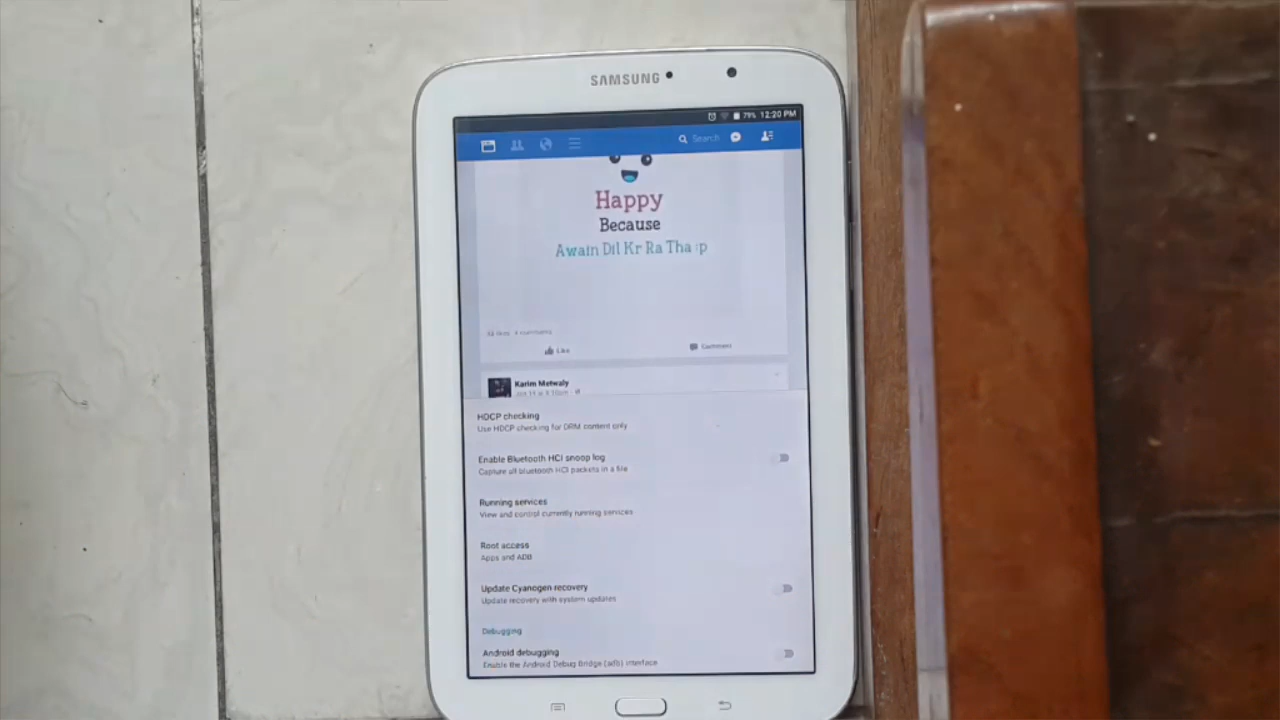 SAMSUNG
79% 12:20 PM
Search
Happy
Because
Awain Dil Kr Ra Tha :p
Like
Comment
Karim Metwaly
HDCP checking
Use HDCP checking for DRM content only
Enable Bluetooth HCI snoop log
Capture all bluetooth HCI packets in a file
Running services
View and control currently running services
Root access
Apps and ADB
Update Cyanogen recovery
Update recovery with system updates
Debugging
Android debugging
Enable the Android Debug Bridge (adb) interface